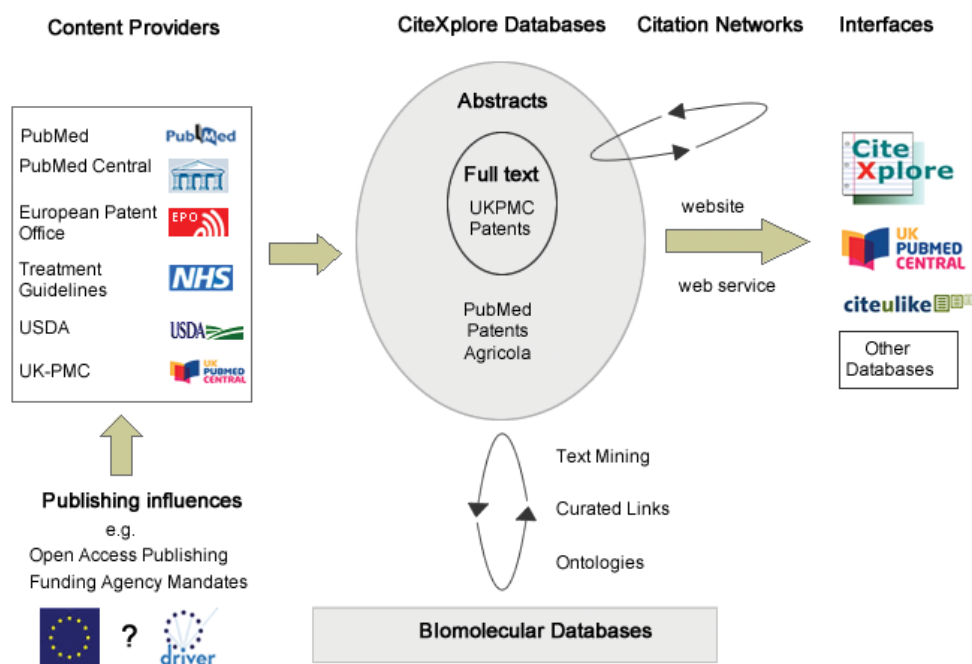 Content Providers
CiteXplore Databases
Citation Networks
Interfaces
PubMed
PubMed
PubMed Central
European Patent
Office
EPO
Treatment
Guidelines
NHS
USDA
USDA
UK-PMC
UK
PUBMED
CENTRAL
Publishing influences
e.g.
Open Access Publishing
Funding Agency Mandates
?
driver
Abstracts
Full text
UKPMC
Patents
PubMed
Patents
Agricola
Text Mining
Curated Links
Ontologies
BIomolecular Databases
website
web service
Cite
Xplore
UK
PUBMED
CENTRAL
citeulike
Other
Databases